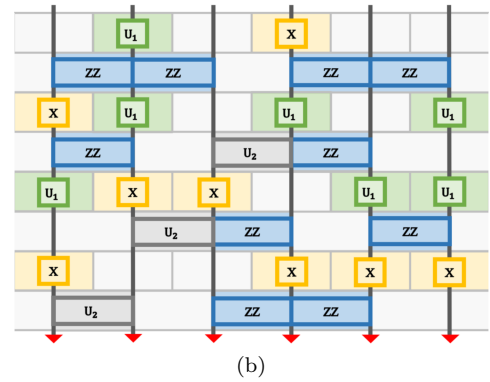 U₁ X
ZZ ZZ ZZ ZZ
X U₁ U₁ U₁
ZZ U₂ ZZ
U₁ X X U₁ U₁
U₂ ZZ ZZ
X X X X
U₂ ZZ ZZ
(b)